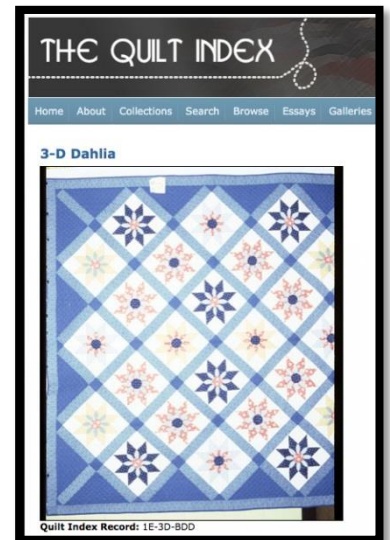 THE QUILT INDEX
Home About Collections Search Browse Essays Galleries
3-D Dahlia
Quilt Index Record: 1E-3D-BDD